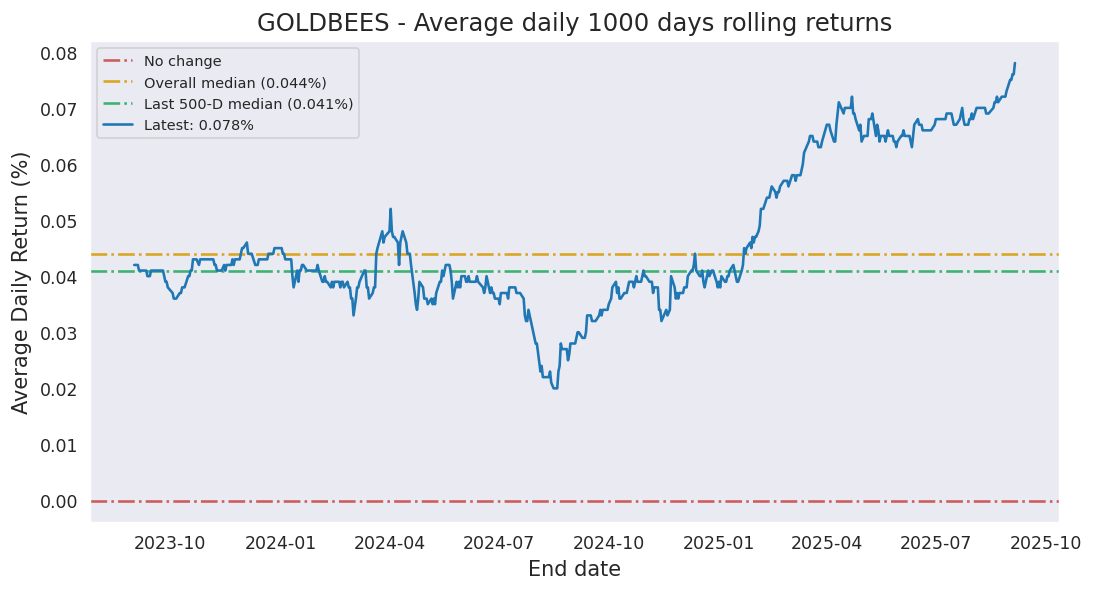 GOLDBEES - Average daily 1000 days rolling returns
No change
Overall median (0.044%)
Last 500-D median (0.041%)
Latest: 0.078%
Average Daily Return (%)
0.08
0.07
0.06
0.05
0.04
0.03
0.02
0.01
0.00
2023-10 2024-01 2024-04 2024-07 2024-10 2025-01 2025-04 2025-07 2025-10
End date